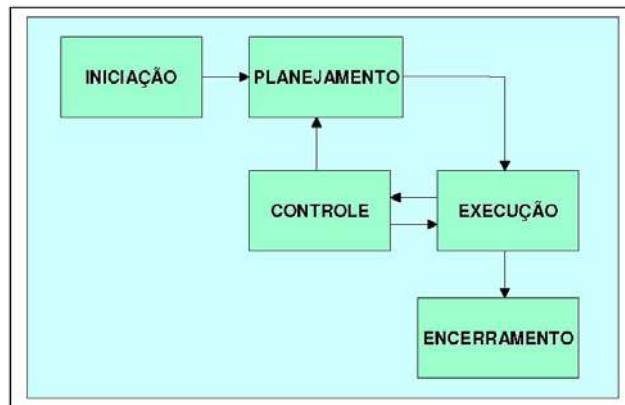 INICIAÇÃO
PLANEJAMENTO
CONTROLE
EXECUÇÃO
ENCERRAMENTO